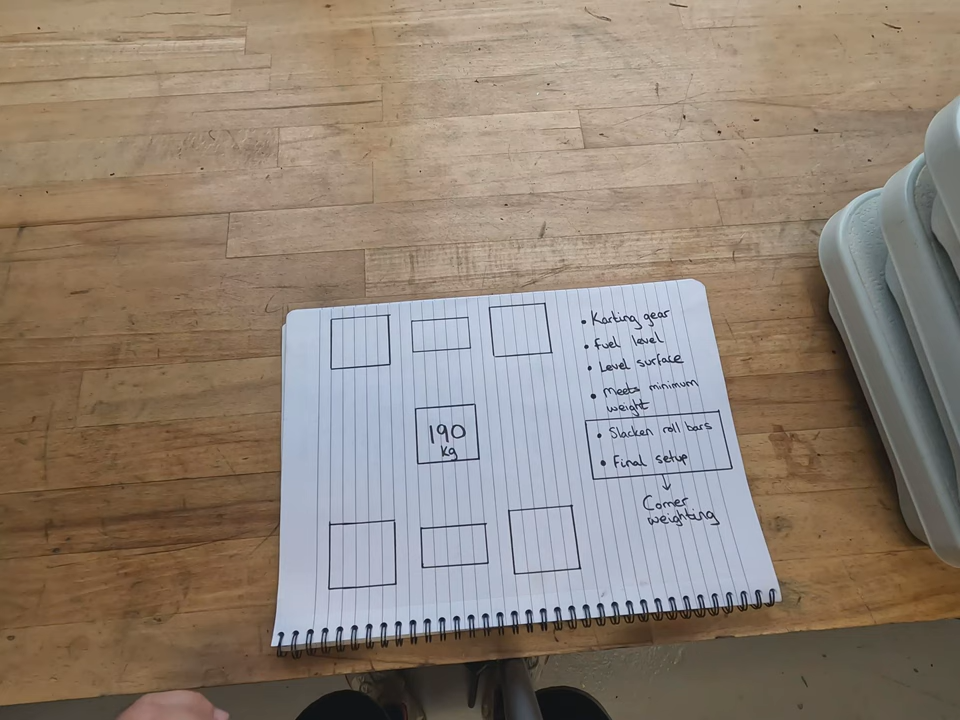 190
kg
• Karting gear
• Fuel level
• Level surface
• Meets minimum
weight
• Slacken roll bars
• Final setup
Corner
weighting